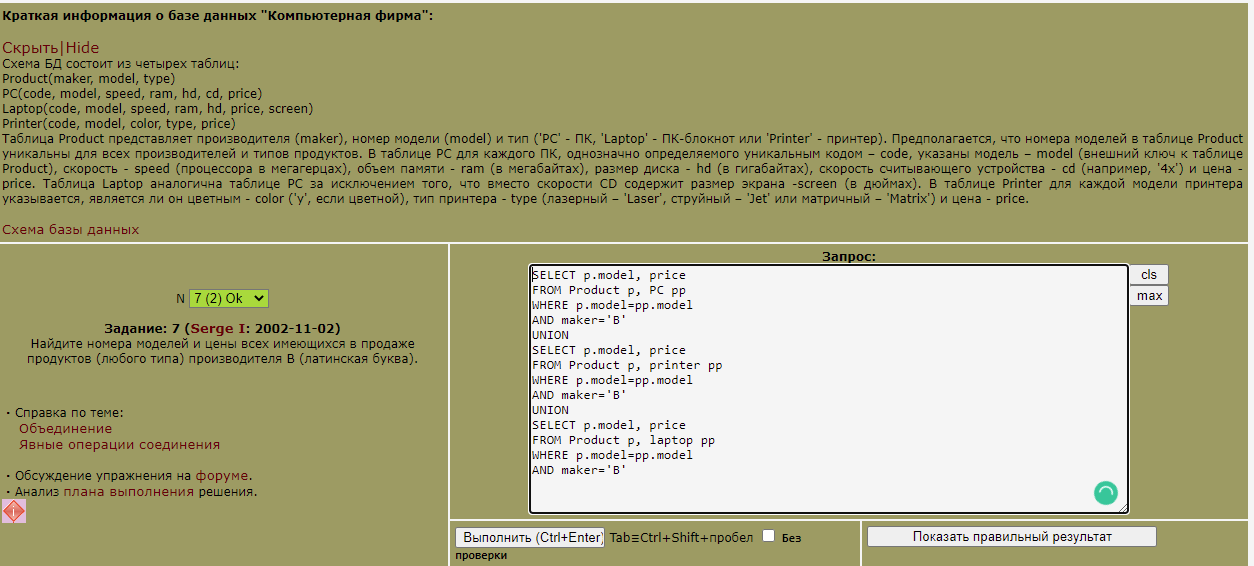 Краткая информация о базе данных "Компьютерная фирма":
Скрыть|Hide
Схема БД состоит из четырех таблиц:
Product(maker, model, type)
PC(code, model, speed, ram, hd, cd, price)
Laptop(code, model, speed, ram, hd, price, screen)
Printer(code, model, color, type, price)
Таблица Product представляет производителя (maker), номер модели (model) и тип ('PC' - ПК, 'Laptop' - ПК-блокнот или 'Printer' - принтер). Предполагается, что номера моделей в таблице Product
уникальны для всех производителей и типов продуктов. В таблице PC для каждого ПК, однозначно определяемого уникальным кодом – code, указаны модель – model (внешний ключ к таблице
Product), скорость - speed (процессора в мегагерцах), объем памяти - ram (в мегабайтах), размер диска - hd (в гигабайтах), скорость считывающего устройства - cd (например, '4x') и цена -
price. Таблица Laptop аналогична таблице PC за исключением того, что вместо скорости CD содержит размер экрана -screen (в дюймах). В таблице Printer для каждой модели принтера
указывается, является ли он цветным - color ('y', если цветной), тип принтера - type (лазерный – 'Laser', струйный – 'Jet' или матричный – 'Matrix') и цена - price.
Схема базы данных
N 7 (2) Ok
Задание: 7 (Serge I: 2002-11-02)
Найдите номера моделей и цены всех имеющихся в продаже
продуктов (любого типа) производителя B (латинская буква).
· Справка по теме:
Объединение
Явные операции соединения
· Обсуждение упражнения на форуме.
· Анализ плана выполнения решения.
Запрос:
SELECT p.model, price
FROM Product p, PC pp
WHERE p.model=pp.model
AND maker='B'
UNION
SELECT p.model, price
FROM Product p, printer pp
WHERE p.model=pp.model
AND maker='B'
UNION
SELECT p.model, price
FROM Product p, laptop pp
WHERE p.model=pp.model
AND maker='B'
cls
max
Выполнить (Ctrl+Enter) Tab≡Ctrl+Shift+пробел Без
проверки
Показать правильный результат